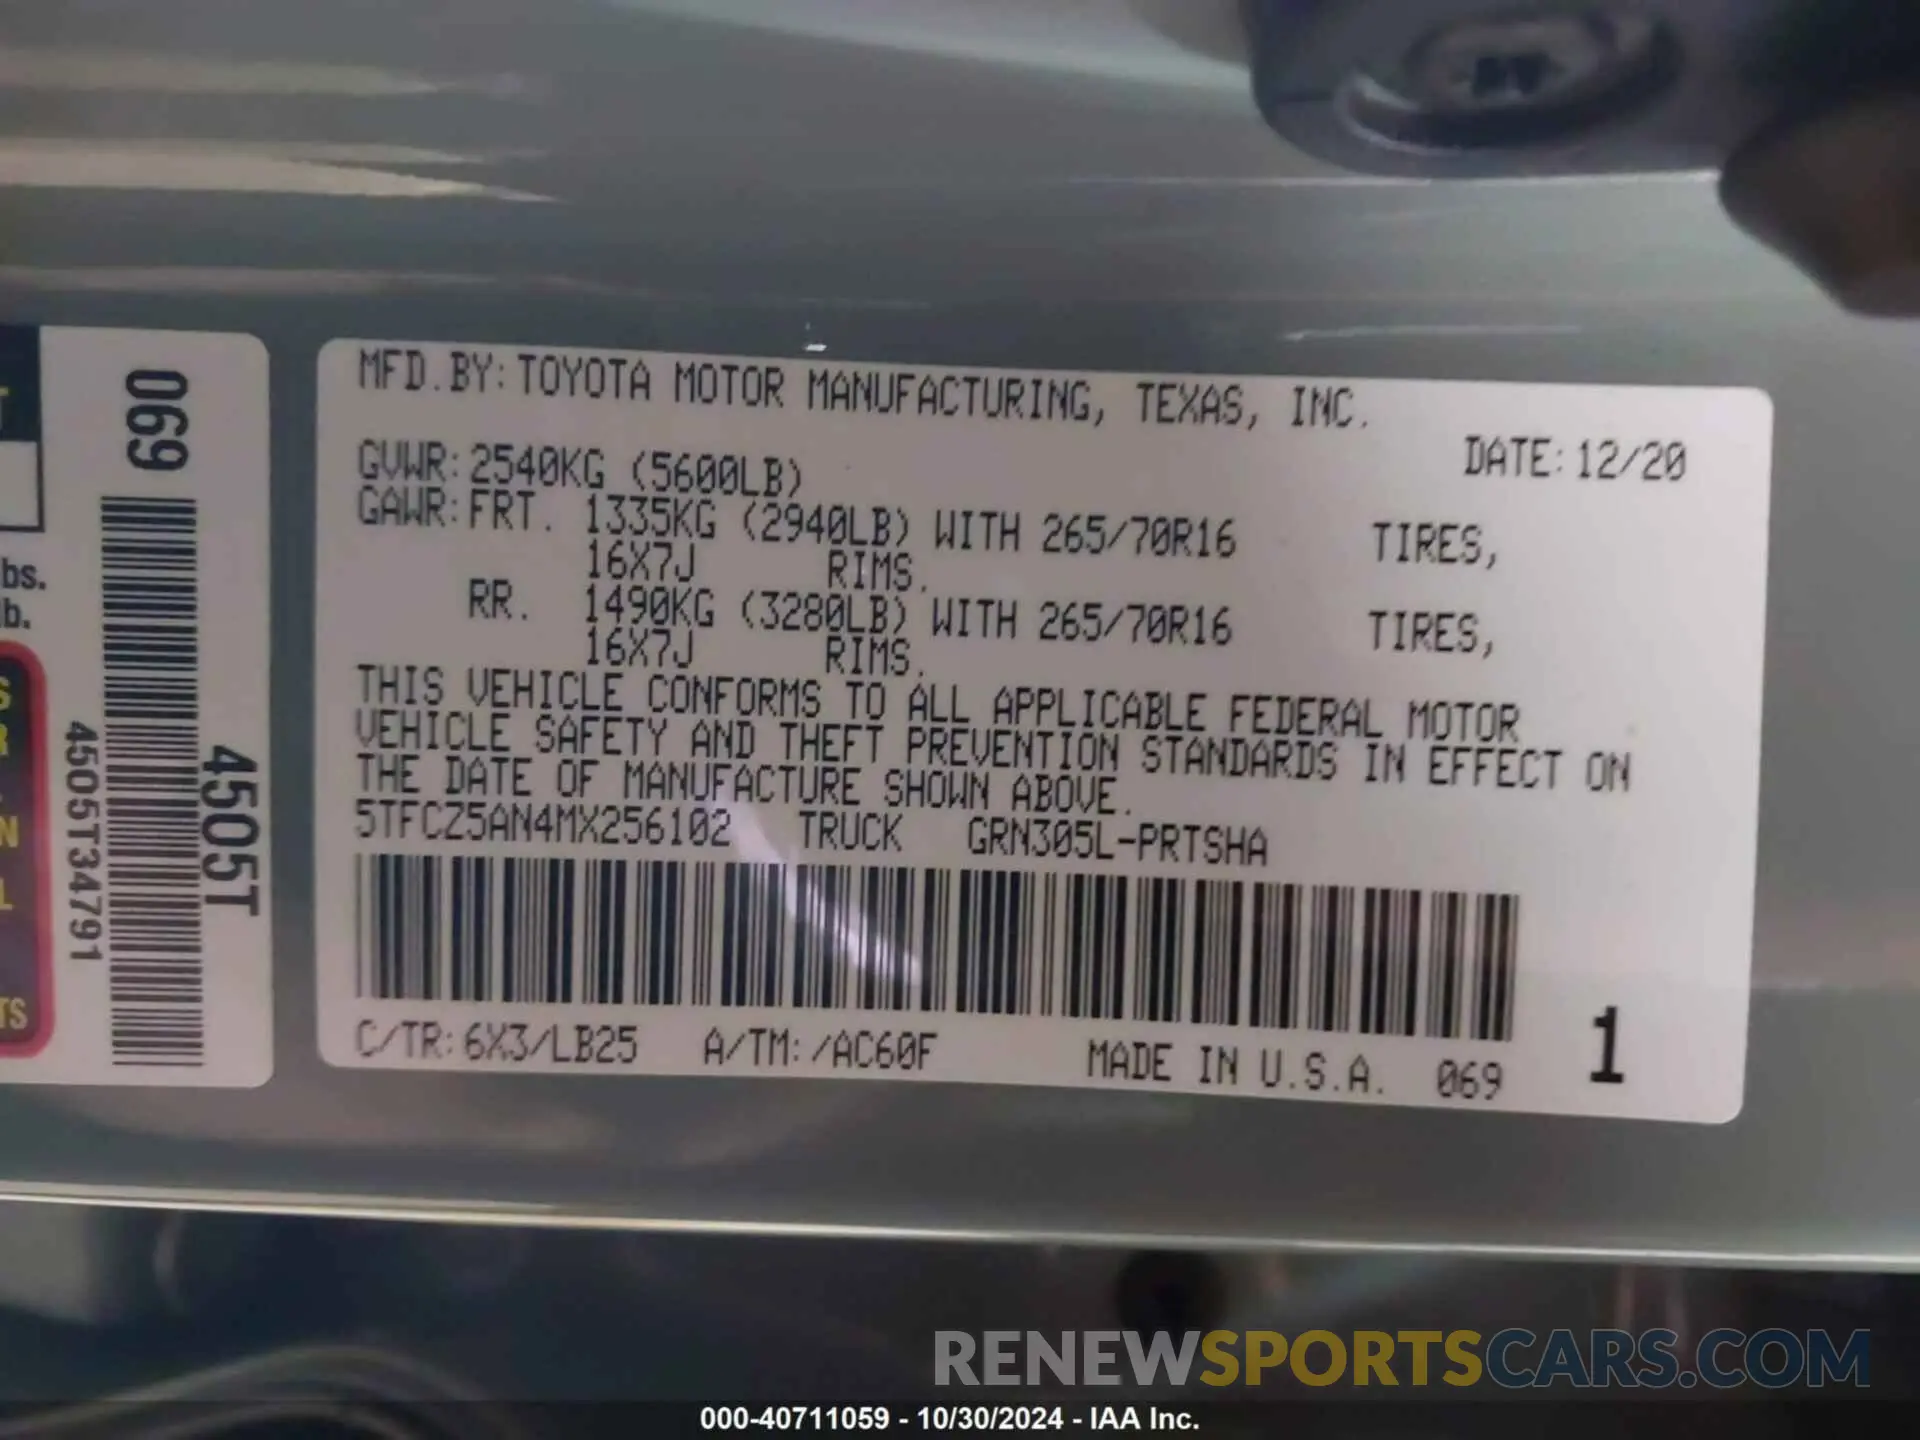 MFD.BY:TOYOTA MOTOR MANUFACTURING, TEXAS, INC.
DATE:12/20
GVWR:2540KG (5600LB)
GAWR:FRT. 1335KG (2940LB) WITH 265/70R16 TIRES,
16X7J RIMS.
RR. 1490KG (3280LB) WITH 265/70R16 TIRES,
16X7J RIMS.
THIS VEHICLE CONFORMS TO ALL APPLICABLE FEDERAL MOTOR
VEHICLE SAFETY AND THEFT PREVENTION STANDARDS IN EFFECT ON
THE DATE OF MANUFACTURE SHOWN ABOVE.
5TFCZ5AN4MX256102 TRUCK GRN305L-PRTSHA
C/TR:6X3/LB25 A/TM:/AC60F MADE IN U.S.A. 069
1
069
4505T
4505T34791
bs.
lb.
TS
RENEWSPORTSCARS.COM
000-40711059 - 10/30/2024 - IAA Inc.